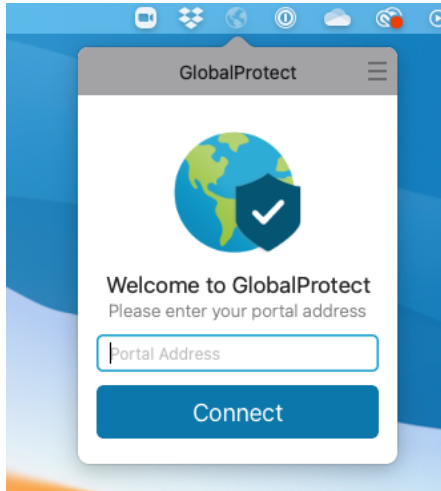 GlobalProtect
Welcome to GlobalProtect
Please enter your portal address
Portal Address
Connect